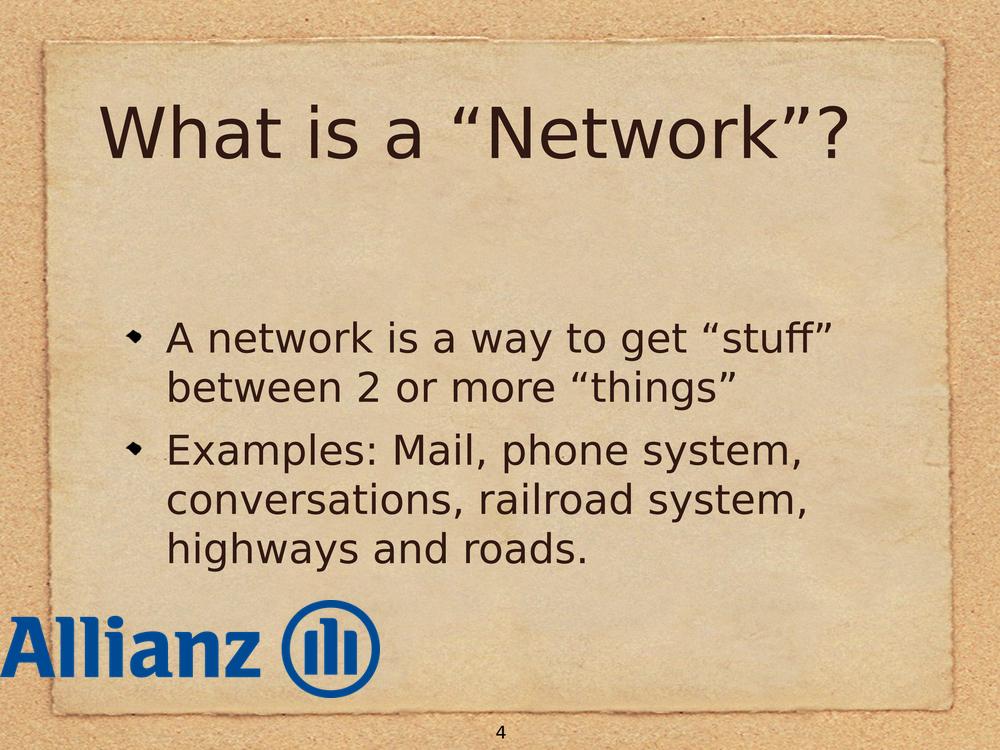 What is a “Network”?
A network is a way to get “stuff”
between 2 or more “things”
Examples: Mail, phone system,
conversations, railroad system,
highways and roads.
Allianz
4